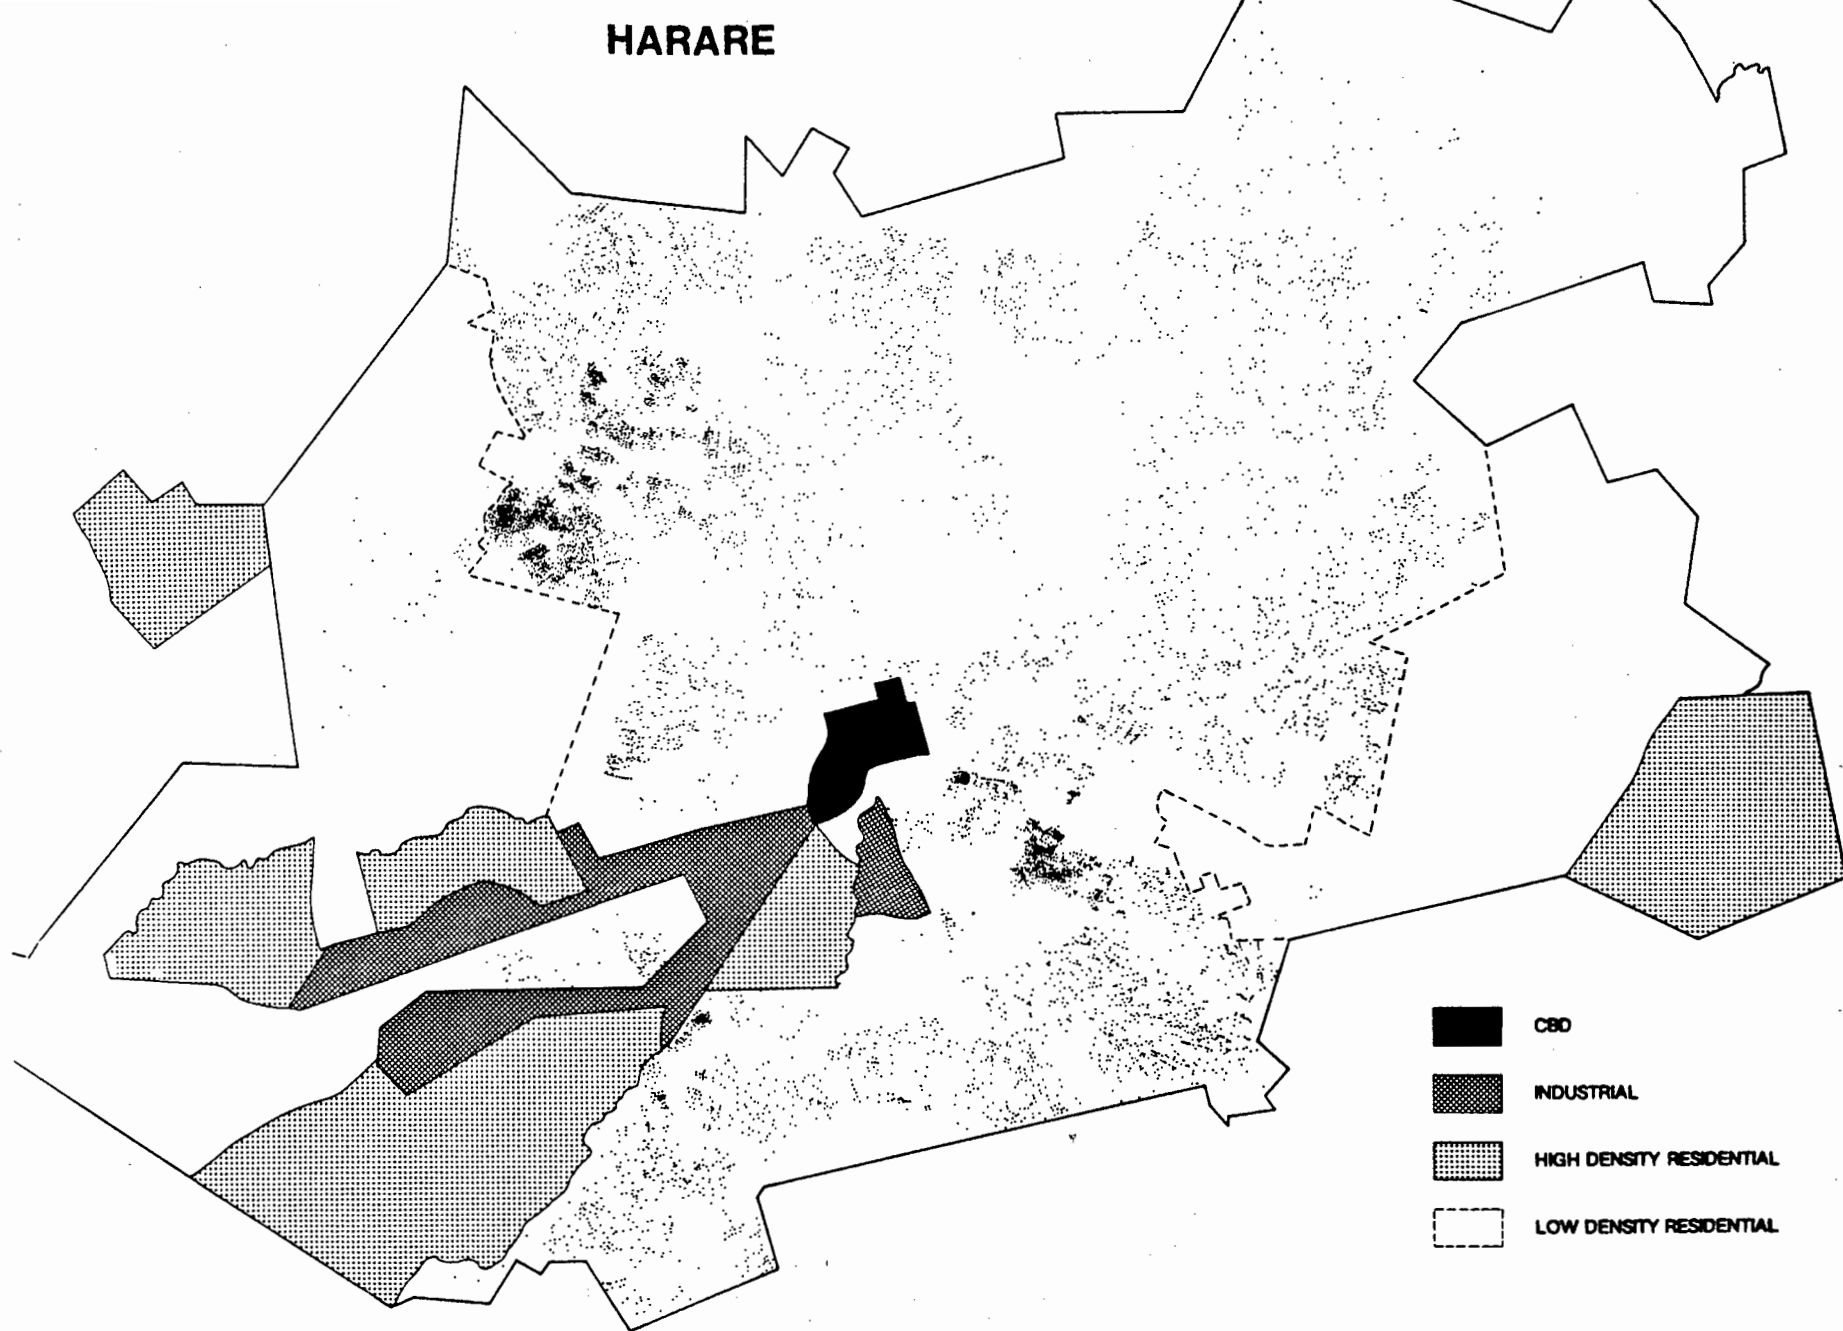 HARARE
CBD
INDUSTRIAL
HIGH DENSITY RESIDENTIAL
LOW DENSITY RESIDENTIAL